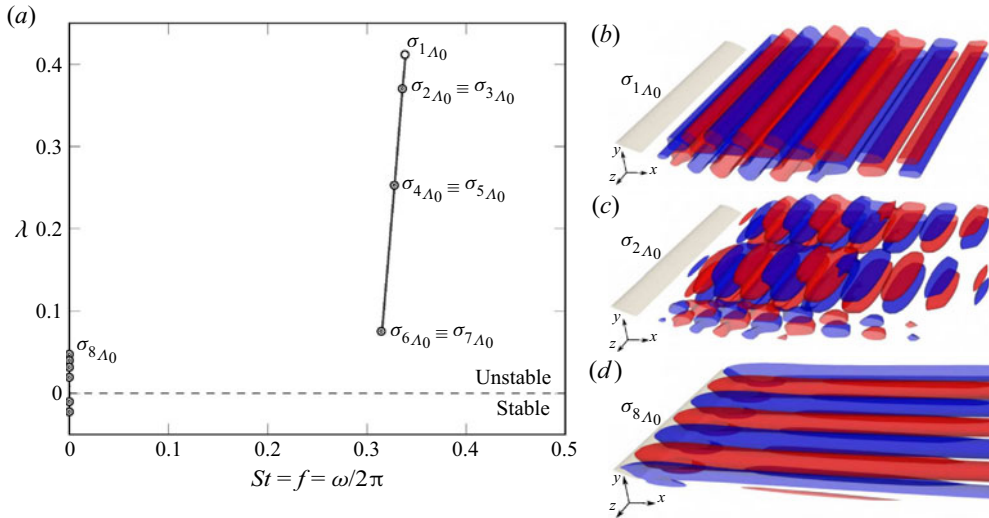 (a)
0.4
0.3
λ
0.2
0.1
0
0
0.1
0.2
0.3
0.4
0.5
St = f = ω/2π
σ1Λ0
σ2Λ0 ≡ σ3Λ0
σ4Λ0 ≡ σ5Λ0
σ6Λ0 ≡ σ7Λ0
σ8Λ0
Unstable
Stable
(b)
σ1Λ0
y
z
x
(c)
σ2Λ0
y
z
x
(d)
σ8Λ0
y
z
x